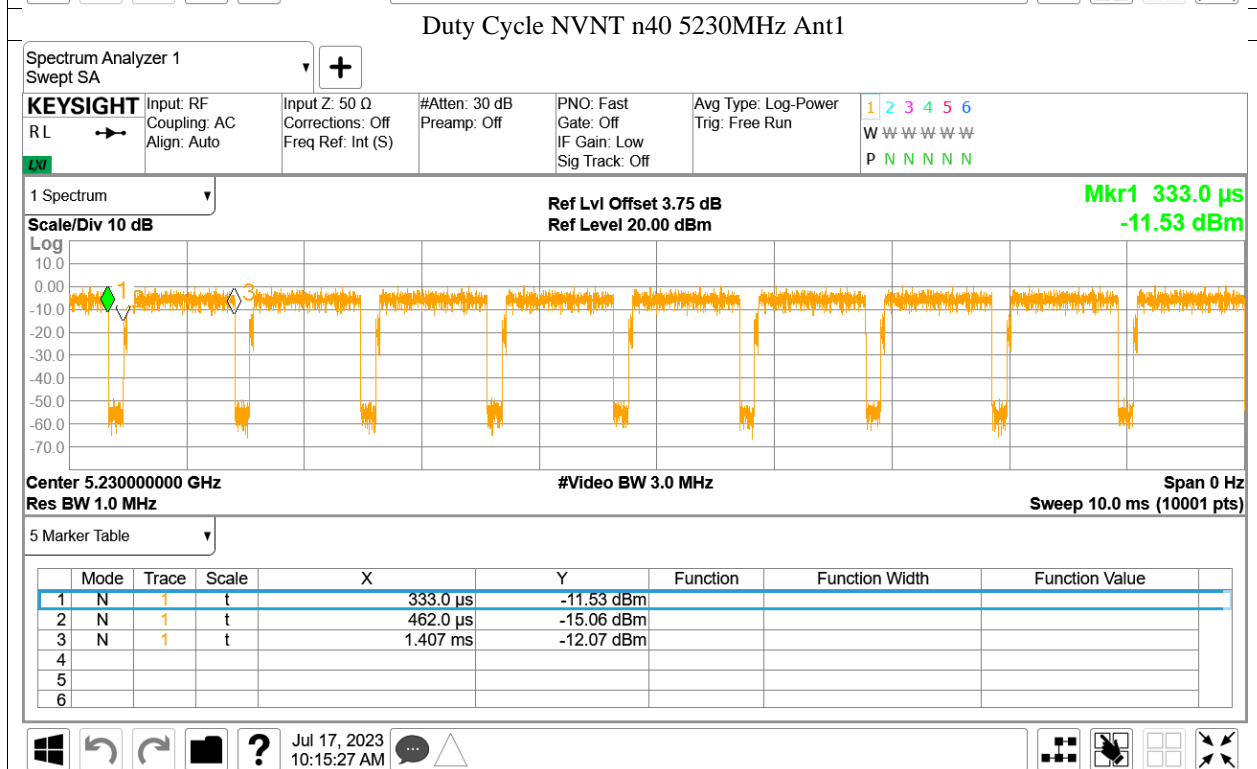 Duty Cycle NVNT n40 5230MHz Ant1
Spectrum Analyzer 1
Swept SA
KEYSIGHT
R L
LXI
Input: RF
Coupling: AC
Align: Auto
Input Z: 50 Ω
Corrections: Off
Freq Ref: Int (S)
#Atten: 30 dB
Preamp: Off
PNO: Fast
Gate: Off
IF Gain: Low
Sig Track: Off
Avg Type: Log-Power
Trig: Free Run
1 2 3 4 5 6
W W W W W W
P N N N N N
1 Spectrum
Scale/Div 10 dB
Ref Lvl Offset 3.75 dB
Ref Level 20.00 dBm
Mkr1 333.0 µs
-11.53 dBm
Log
10.0
0.00
-10.0
-20.0
-30.0
-40.0
-50.0
-60.0
-70.0
1
2
3
Center 5.230000000 GHz
#Video BW 3.0 MHz
Span 0 Hz
Res BW 1.0 MHz
Sweep 10.0 ms (10001 pts)
5 Marker Table
Mode Trace Scale X Y Function Function Width Function Value
1 N 1 t 333.0 µs -11.53 dBm
2 N 1 t 462.0 µs -15.06 dBm
3 N 1 t 1.407 ms -12.07 dBm
4
5
6
?
Jul 17, 2023
10:15:27 AM